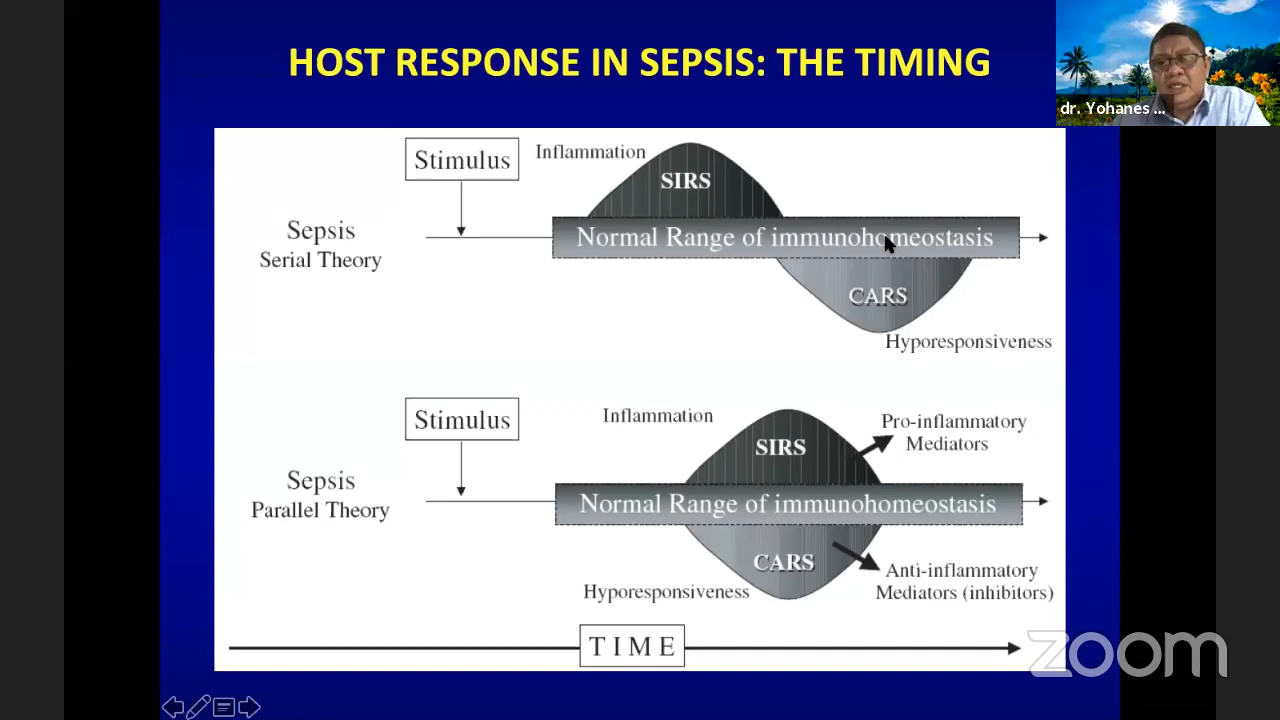 HOST RESPONSE IN SEPSIS: THE TIMING
dr. Yohanes ...
Stimulus
Inflammation
SIRS
Sepsis
Serial Theory
Normal Range of immunohomeostasis
CARS
Hyporesponsiveness
Stimulus
Inflammation
SIRS
Pro-inflammatory
Mediators
Sepsis
Parallel Theory
Normal Range of immunohomeostasis
CARS
Hyporesponsiveness
Anti-inflammatory
Mediators (inhibitors)
TIME
zoom